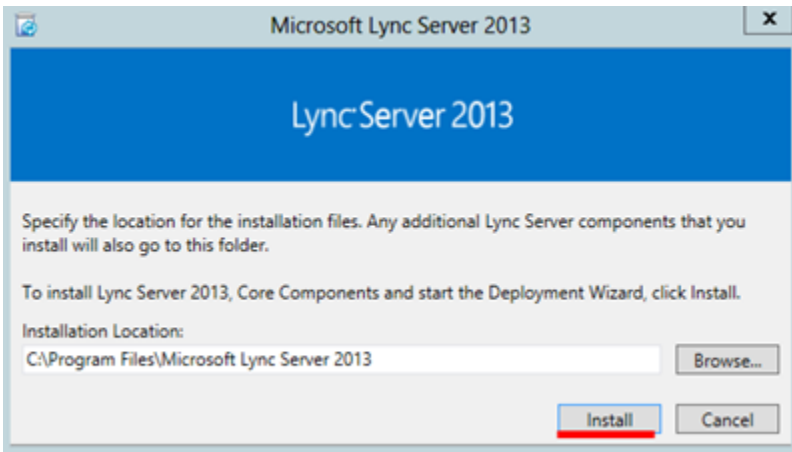 Microsoft Lync Server 2013
x
Lync Server 2013
Specify the location for the installation files. Any additional Lync Server components that you
install will also go to this folder.
To install Lync Server 2013, Core Components and start the Deployment Wizard, click Install.
Installation Location:
C:\Program Files\Microsoft Lync Server 2013
Browse...
Install
Cancel